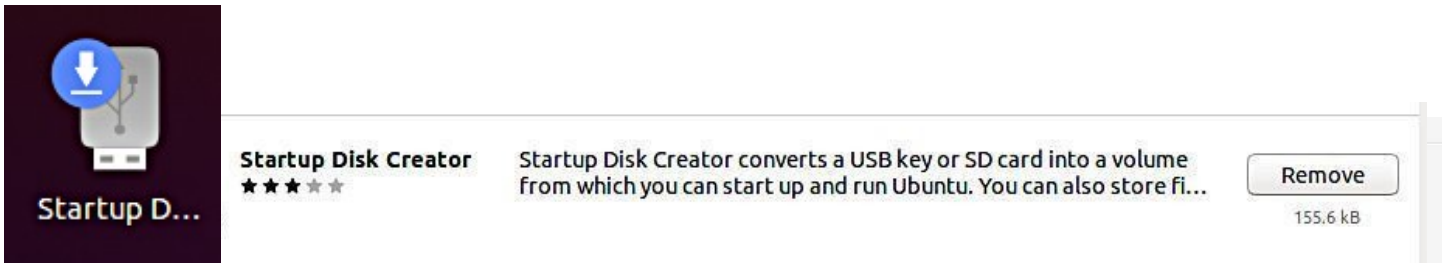 Startup D...
Startup Disk Creator
Startup Disk Creator converts a USB key or SD card into a volume
from which you can start up and run Ubuntu. You can also store fi...
Remove
155.6 kB